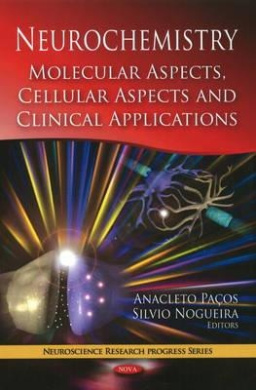 NEUROCHEMISTRY
MOLECULAR ASPECTS,
CELLULAR ASPECTS AND
CLINICAL APPLICATIONS
ANACLETO PAÇOS
SILVIO NOGUEIRA
EDITORS
NEUROSCIENCE RESEARCH PROGRESS SERIES
NOVA